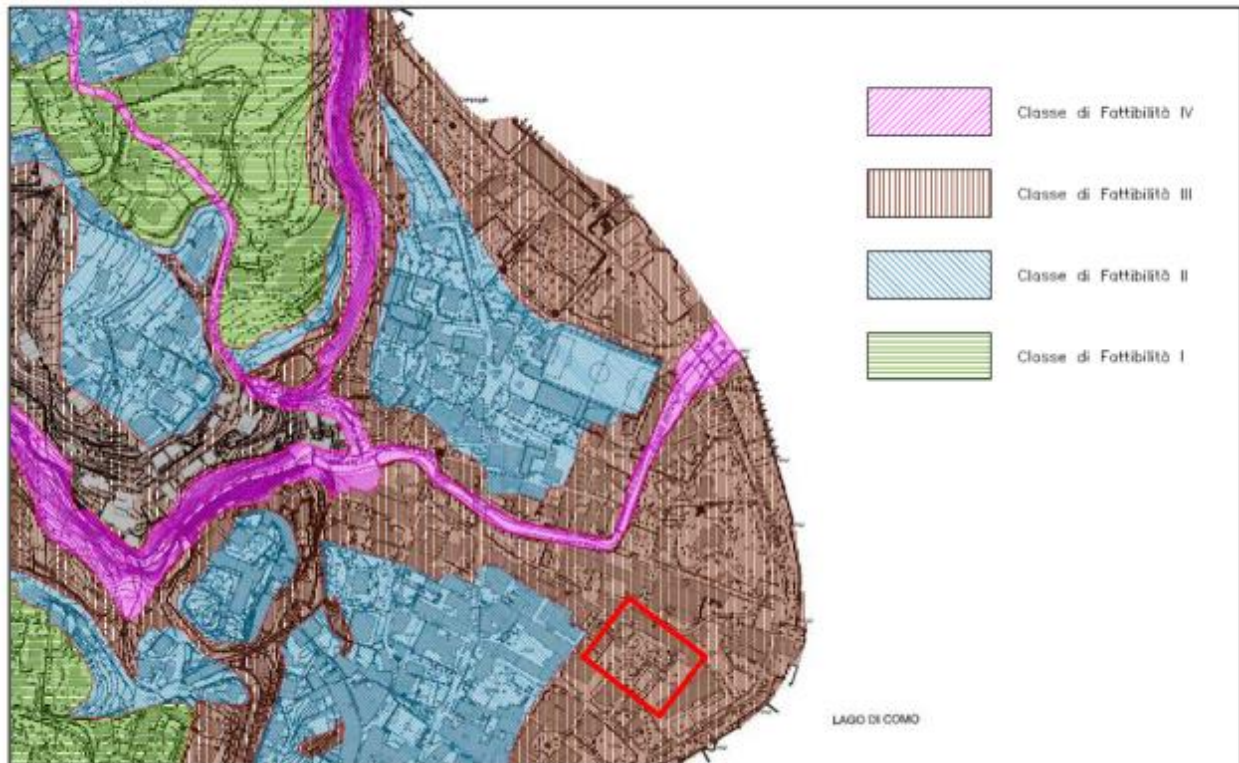 Classe di Fattibilità IV
Classe di Fattibilità III
Classe di Fattibilità II
Classe di Fattibilità I
LAGO DI COMO